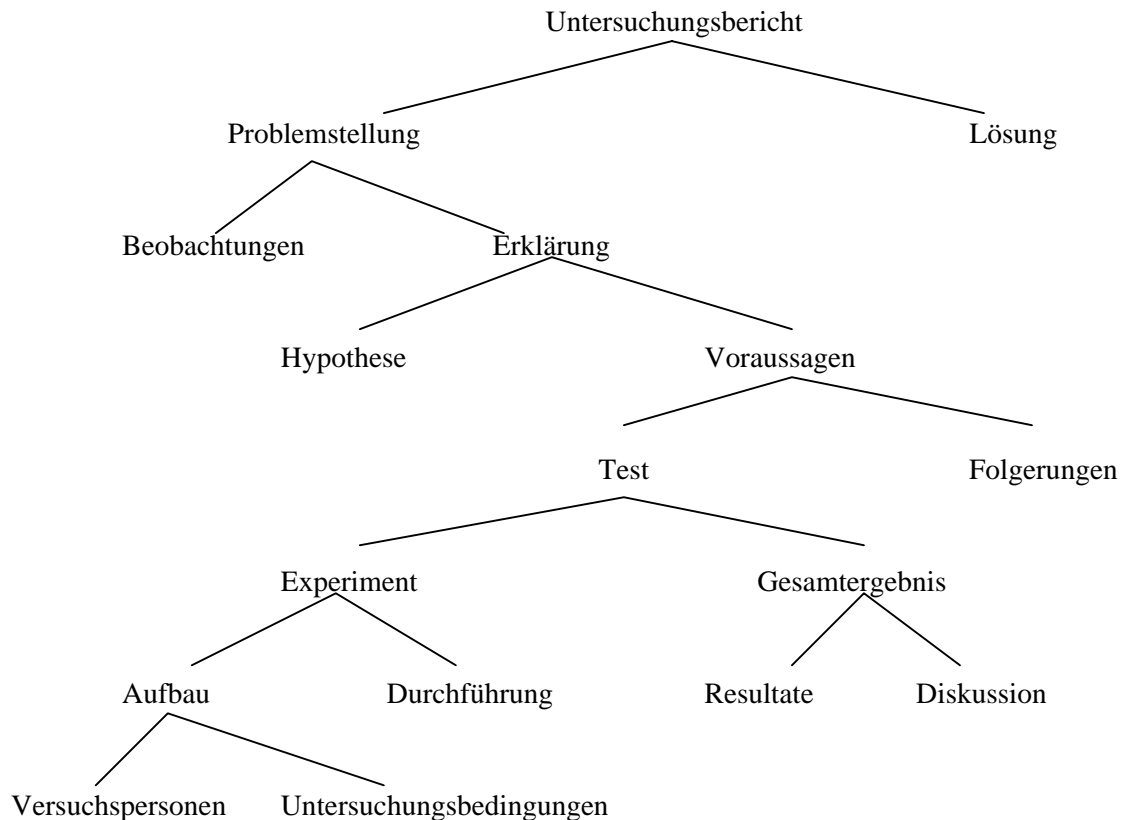 Untersuchungsbericht
Problemstellung Lösung
Beobachtungen Erklärung
Hypothese Voraussagen
Test Folgerungen
Experiment Gesamtergebnis
Aufbau Durchführung Resultate Diskussion
Versuchspersonen Untersuchungsbedingungen